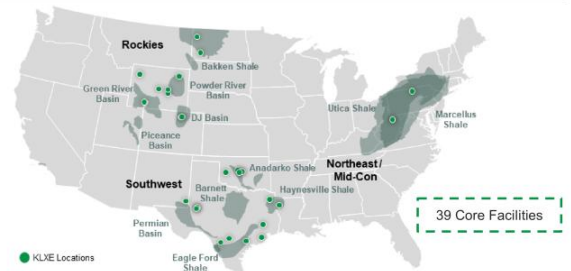 Rockies
Bakken Shale
Green River
Basin
Powder River
Basin
DJ Basin
Piceance
Basin
Utica Shale
Marcellus
Shale
Northeast /
Mid-Con
Southwest
Anadarko Shale
Barnett
Shale
Haynesville Shale
Permian
Basin
Eagle Ford
Shale
39 Core Facilities
KLXE Locations